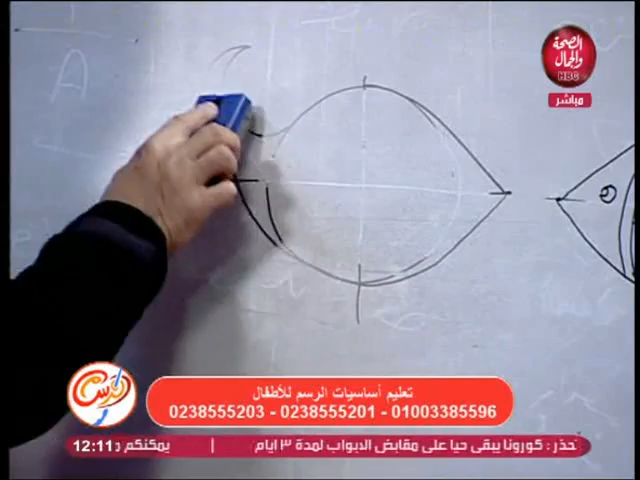 الصحة
والجمال
HBC
مباشر
A
تعليم أساسيات الرسم للأطفال
0238555203 - 0238555201 - 01003385596
12:11 يمكنكم | تحذر : كورونا يبقى حيا على مقابض الابواب لمدة ٣ ايام